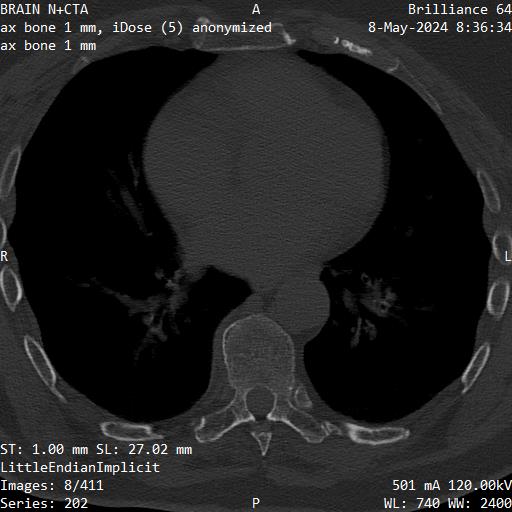 BRAIN N+CTA
ax bone 1 mm, iDose (5) anonymized
ax bone 1 mm
A
Brilliance 64
8-May-2024 8:36:34
R
L
ST: 1.00 mm SL: 27.02 mm
LittleEndianImplicit
Images: 8/411
Series: 202
P
501 mA 120.00kV
WL: 740 WW: 2400